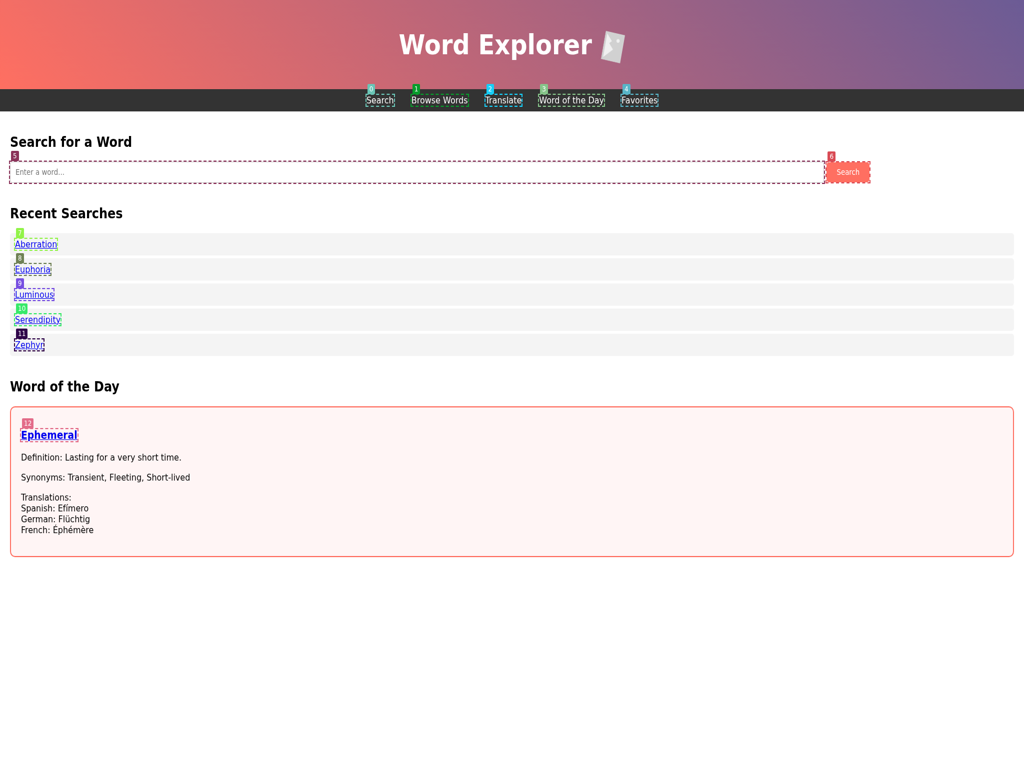 Word Explorer
0 1 2 3 4
Search Browse Words Translate Word of the Day Favorites
Search for a Word
5 6
Enter a word... Search
Recent Searches
7
Aberration
8
Euphoria
9
Luminous
10
Serendipity
11
Zephyr
Word of the Day
12
Ephemeral
Definition: Lasting for a very short time.
Synonyms: Transient, Fleeting, Short-lived
Translations:
Spanish: Efímero
German: Flüchtig
French: Éphémère